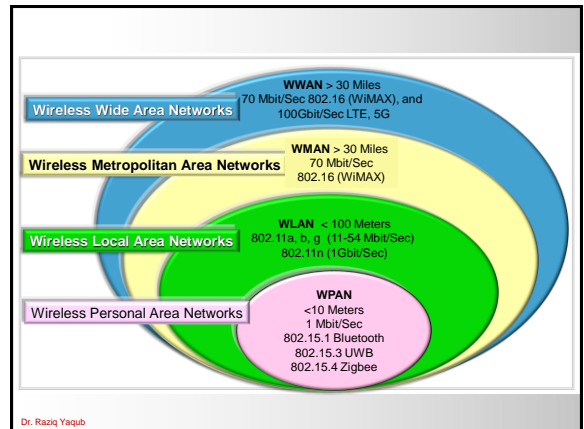 WWAN > 30 Miles
70 Mbit/Sec 802.16 (WiMAX), and
100Gbit/Sec LTE, 5G
Wireless Wide Area Networks
WMAN > 30 Miles
70 Mbit/Sec
802.16 (WiMAX)
Wireless Metropolitan Area Networks
WLAN < 100 Meters
802.11a, b, g (11-54 Mbit/Sec)
802.11n (1Gbit/Sec)
Wireless Local Area Networks
WPAN
<10 Meters
1 Mbit/Sec
802.15.1 Bluetooth
802.15.3 UWB
802.15.4 Zigbee
Wireless Personal Area Networks
Dr. Raziq Yaqub